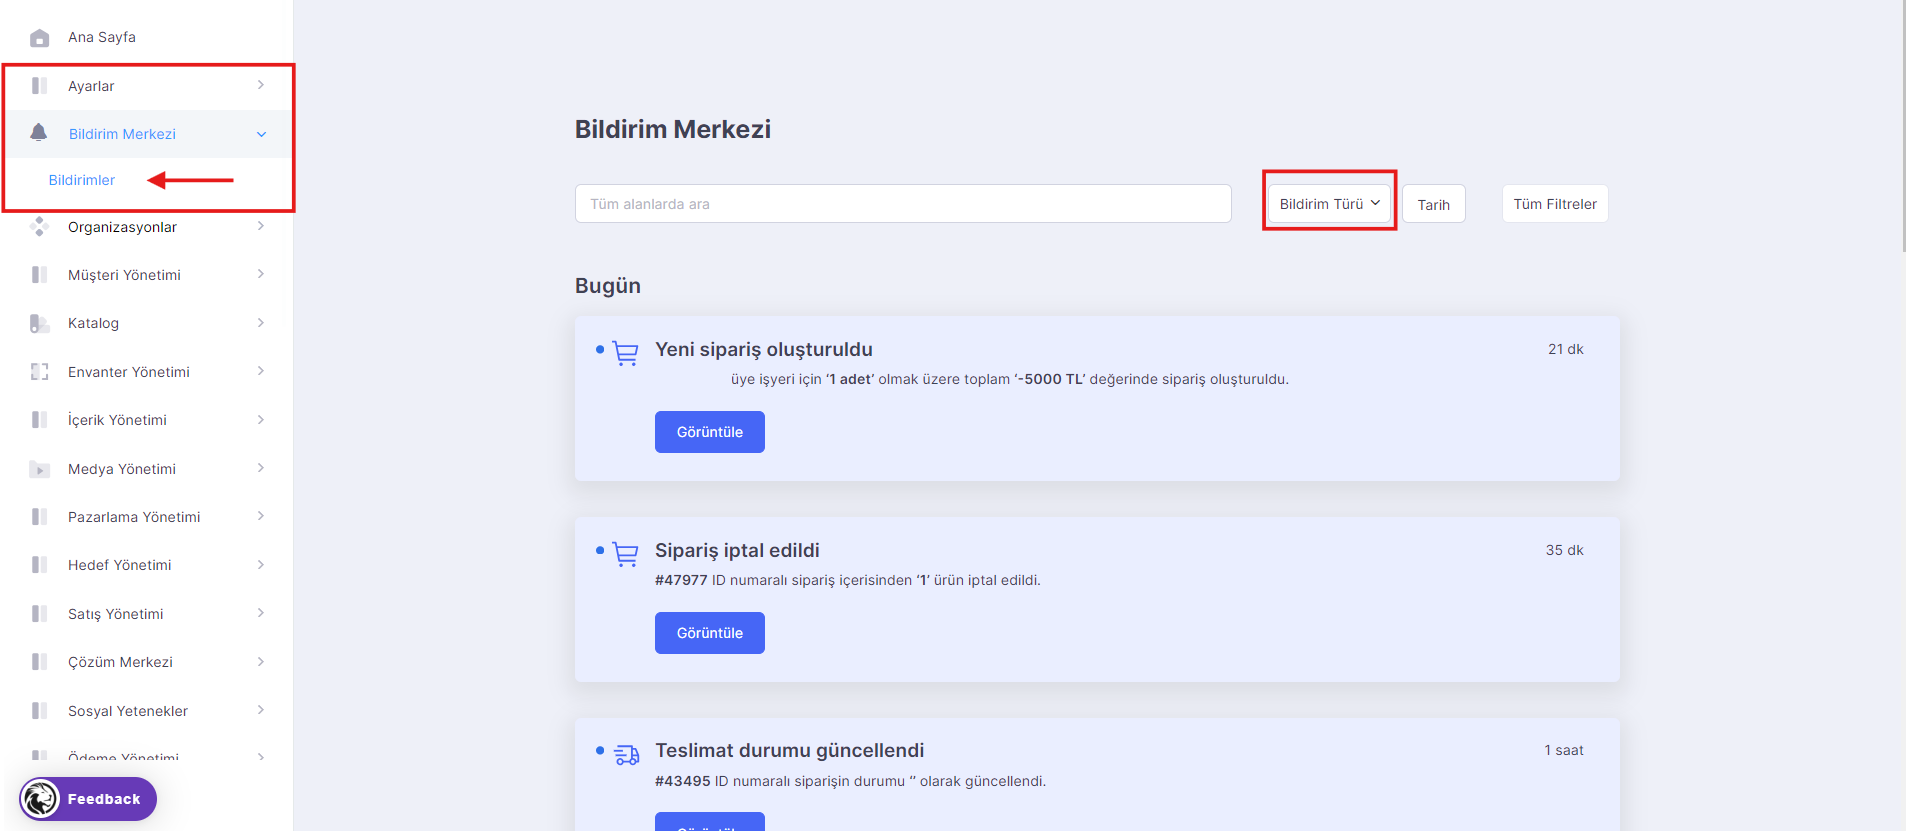 Ana Sayfa
Ayarlar
Bildirim Merkezi
Bildirimler
Organizasyonlar
Müşteri Yönetimi
Katalog
Envanter Yönetimi
İçerik Yönetimi
Medya Yönetimi
Pazarlama Yönetimi
Hedef Yönetimi
Satış Yönetimi
Çözüm Merkezi
Sosyal Yetenekler
Ödeme Yönetimi
Feedback
Bildirim Merkezi
Tüm alanlarda ara
Bildirim Türü
Tarih
Tüm Filtreler
Bugün
Yeni sipariş oluşturuldu
21 dk
üye işyeri için ‘1 adet’ olmak üzere toplam ‘-5000 TL’ değerinde sipariş oluşturuldu.
Görüntüle
Sipariş iptal edildi
35 dk
#47977 ID numaralı sipariş içerisinden ‘1’ ürün iptal edildi.
Görüntüle
Teslimat durumu güncellendi
1 saat
#43495 ID numaralı siparişin durumu ‘’ olarak güncellendi.
Görüntüle